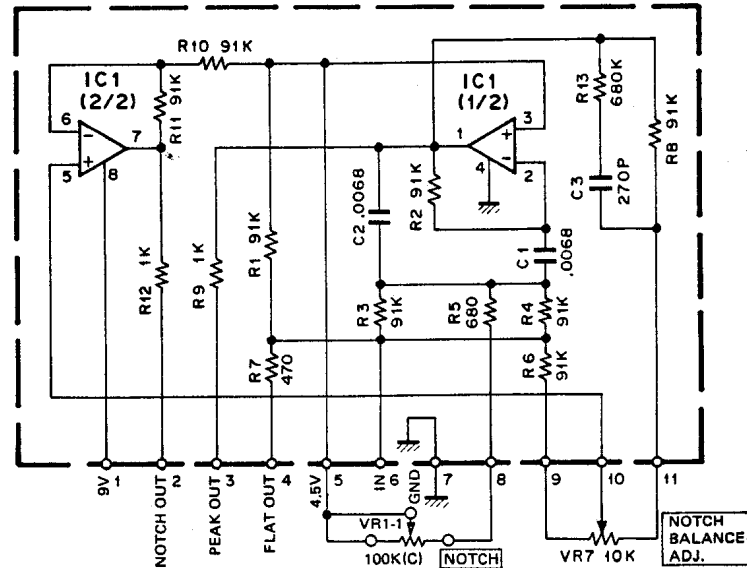 R10 91K
IC1
(2/2)
R11 91K
6
7
5
8
IC1
(1/2)
3
1
2
4
R13
680K
R8 91K
C3
270P
C2 .0068
R2 91K
C1
.0068
R12 1K
R9 1K
R1 91K
R3
91K
R5
680
R4
91K
R7
470
R6
91K
9V 1
NOTCH OUT 2
PEAK OUT 3
FLAT OUT 4
4.5V 5
IN 6
7
8
9
10
11
GND
VR1-1
100K(C)
NOTCH
VR7 10K
NOTCH
BALANCE
ADJ.